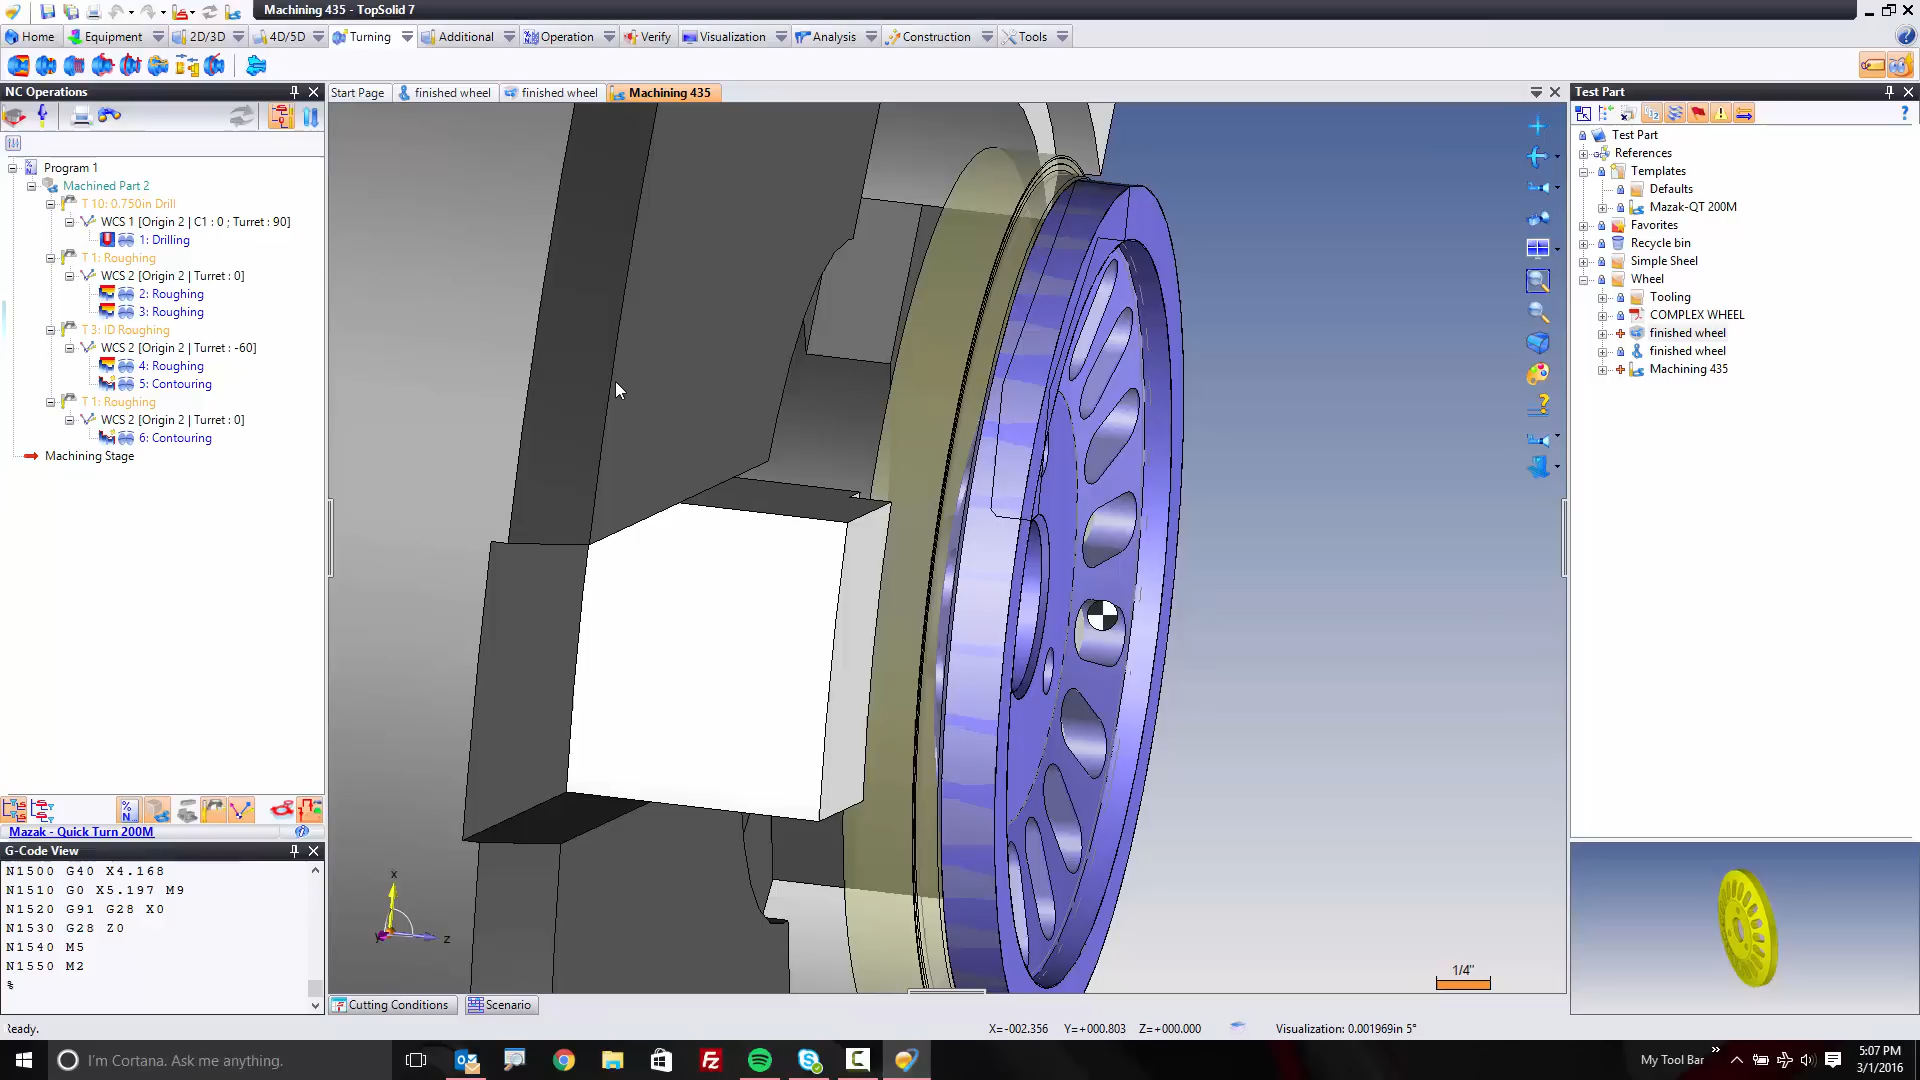 Machining 435 - TopSolid 7
Home Equipment 2D/3D 4D/5D Turning Additional Operation Verify Visualization Analysis Construction Tools
NC Operations
Start Page finished wheel finished wheel Machining 435
Test Part
Program 1
Machined Part 2
T 10: 0.750in Drill
WCS 1 [Origin 2 | C1 : 0 ; Turret : 90]
1: Drilling
T 1: Roughing
WCS 2 [Origin 2 | Turret : 0]
2: Roughing
3: Roughing
T 3: ID Roughing
WCS 2 [Origin 2 | Turret : -60]
4: Roughing
5: Contouring
T 1: Roughing
WCS 2 [Origin 2 | Turret : 0]
6: Contouring
Machining Stage
Test Part
References
Templates
Defaults
Mazak-QT 200M
Favorites
Recycle bin
Simple Sheel
Wheel
Tooling
COMPLEX WHEEL
finished wheel
finished wheel
Machining 435
Mazak - Quick Turn 200M
G-Code View
N1500 G40 X4.168
N1510 G0 X5.197 M9
N1520 G91 G28 X0
N1530 G28 Z0
N1540 M5
N1550 M2
%
x
y
z
1/4"
Cutting Conditions Scenario
Ready.
X=-002.356 Y=+000.803 Z=+000.000 Visualization: 0.001969in 5°
I'm Cortana. Ask me anything.
My Tool Bar
5:07 PM
3/1/2016